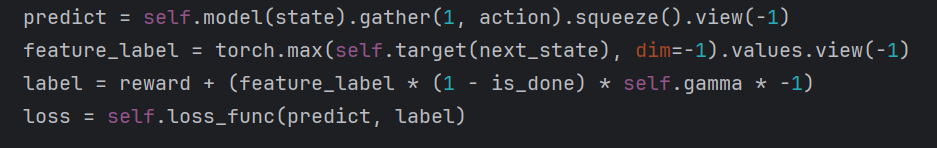 predict = self.model(state).gather(1, action).squeeze().view(-1)
feature_label = torch.max(self.target(next_state), dim=-1).values.view(-1)
label = reward + (feature_label * (1 - is_done) * self.gamma * -1)
loss = self.loss_func(predict, label)